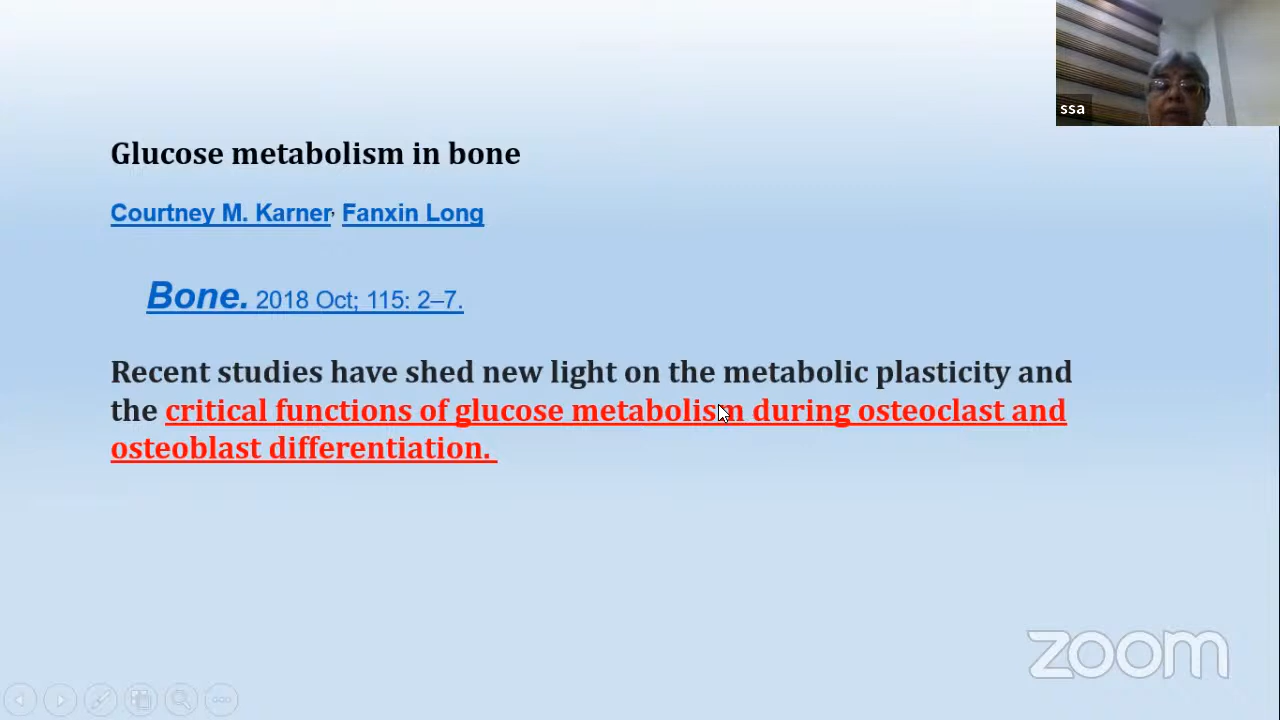 ssa
Glucose metabolism in bone
Courtney M. Karner, Fanxin Long
Bone. 2018 Oct; 115: 2–7.
Recent studies have shed new light on the metabolic plasticity and
the critical functions of glucose metabolism during osteoclast and
osteoblast differentiation.
zoom